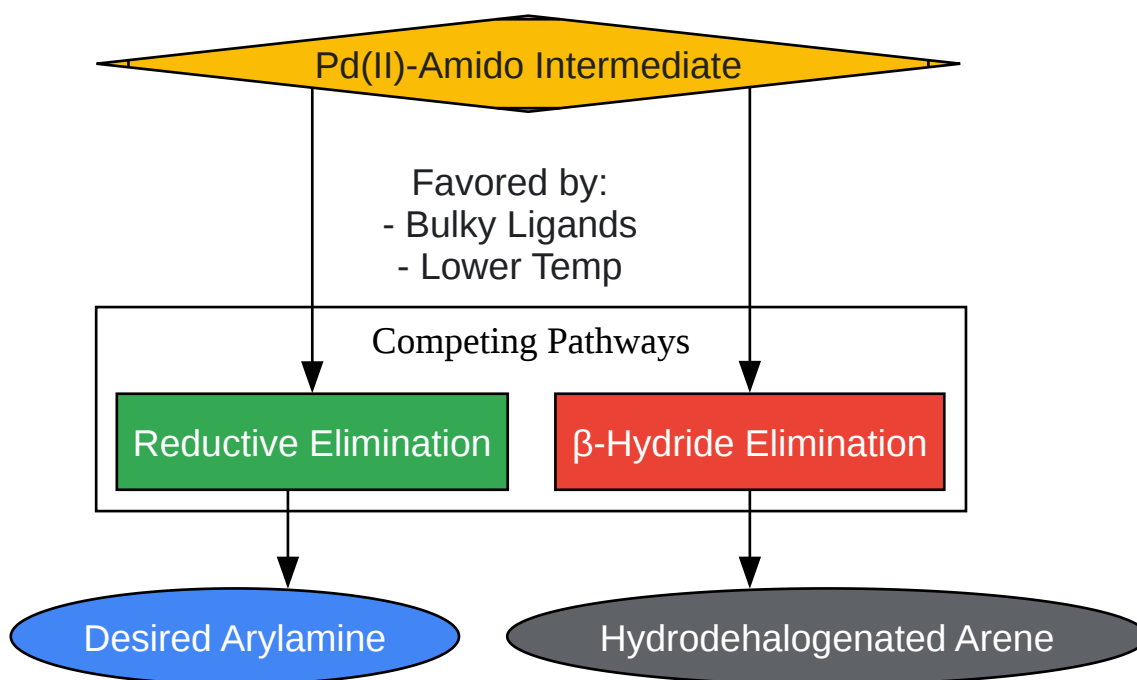 Pd(II)-Amido Intermediate
Favored by:
- Bulky Ligands
- Lower Temp
Competing Pathways
Reductive Elimination
β-Hydride Elimination
Desired Arylamine
Hydrodehalogenated Arene